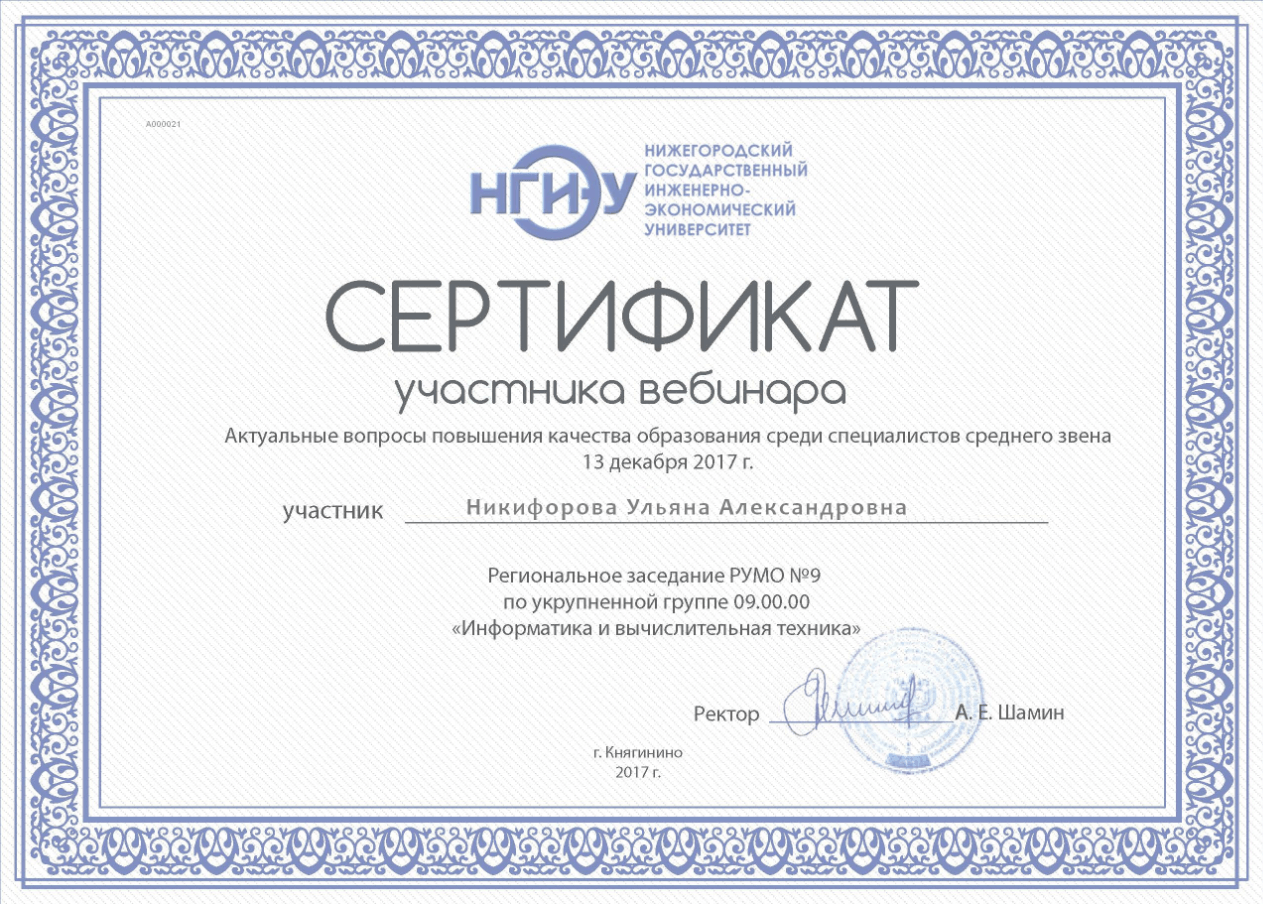 А000021
НГИЭУ
НИЖЕГОРОДСКИЙ
ГОСУДАРСТВЕННЫЙ
ИНЖЕНЕРНО-
ЭКОНОМИЧЕСКИЙ
УНИВЕРСИТЕТ
СЕРТИФИКАТ
участника вебинара
Актуальные вопросы повышения качества образования среди специалистов среднего звена
13 декабря 2017 г.
участник Никифорова Ульяна Александровна
Региональное заседание РУМО №9
по укрупненной группе 09.00.00
«Информатика и вычислительная техника»
Ректор А. Е. Шамин
г. Княгинино
2017 г.